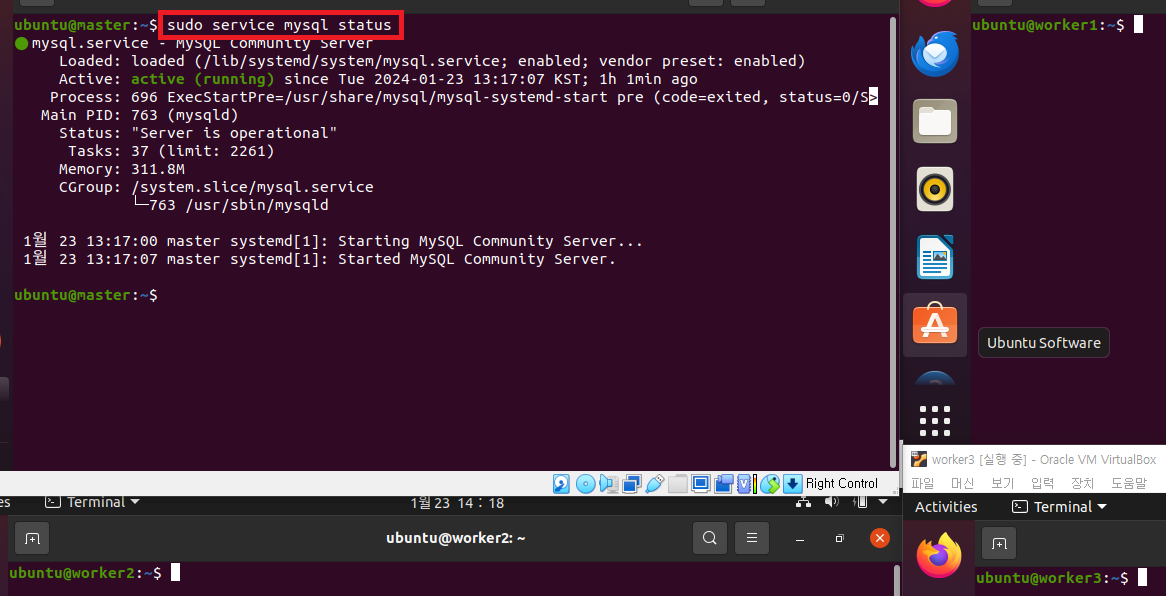 ubuntu@master:~$ sudo service mysql status
mysql.service - MySQL Community Server
Loaded: loaded (/lib/systemd/system/mysql.service; enabled; vendor preset: enabled)
Active: active (running) since Tue 2024-01-23 13:17:07 KST; 1h 1min ago
Process: 696 ExecStartPre=/usr/share/mysql/mysql-systemd-start pre (code=exited, status=0/S>
Main PID: 763 (mysqld)
Status: "Server is operational"
Tasks: 37 (limit: 2261)
Memory: 311.8M
CGroup: /system.slice/mysql.service
└─763 /usr/sbin/mysqld
1월 23 13:17:00 master systemd[1]: Starting MySQL Community Server...
1월 23 13:17:07 master systemd[1]: Started MySQL Community Server.
ubuntu@master:~$
Right Control
es
Terminal
1월 23 14 : 18
ubuntu@worker2: ~
ubuntu@worker2:~$
ubuntu@worker1:~$
Ubuntu Software
worker3 [실행 중] - Oracle VM VirtualBox
파일 머신 보기 입력 장치 도움말
Activities Terminal
ubuntu@worker3:~$